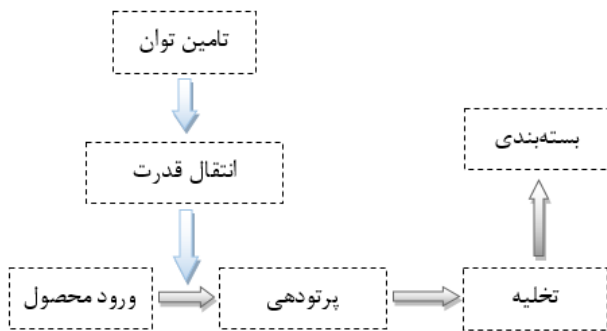 تامین توان
بسته‌بندی
انتقال قدرت
ورود محصول
پرتودهی
تخلیه